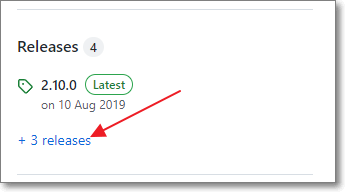 Releases 4
2.10.0 Latest
on 10 Aug 2019
+ 3 releases